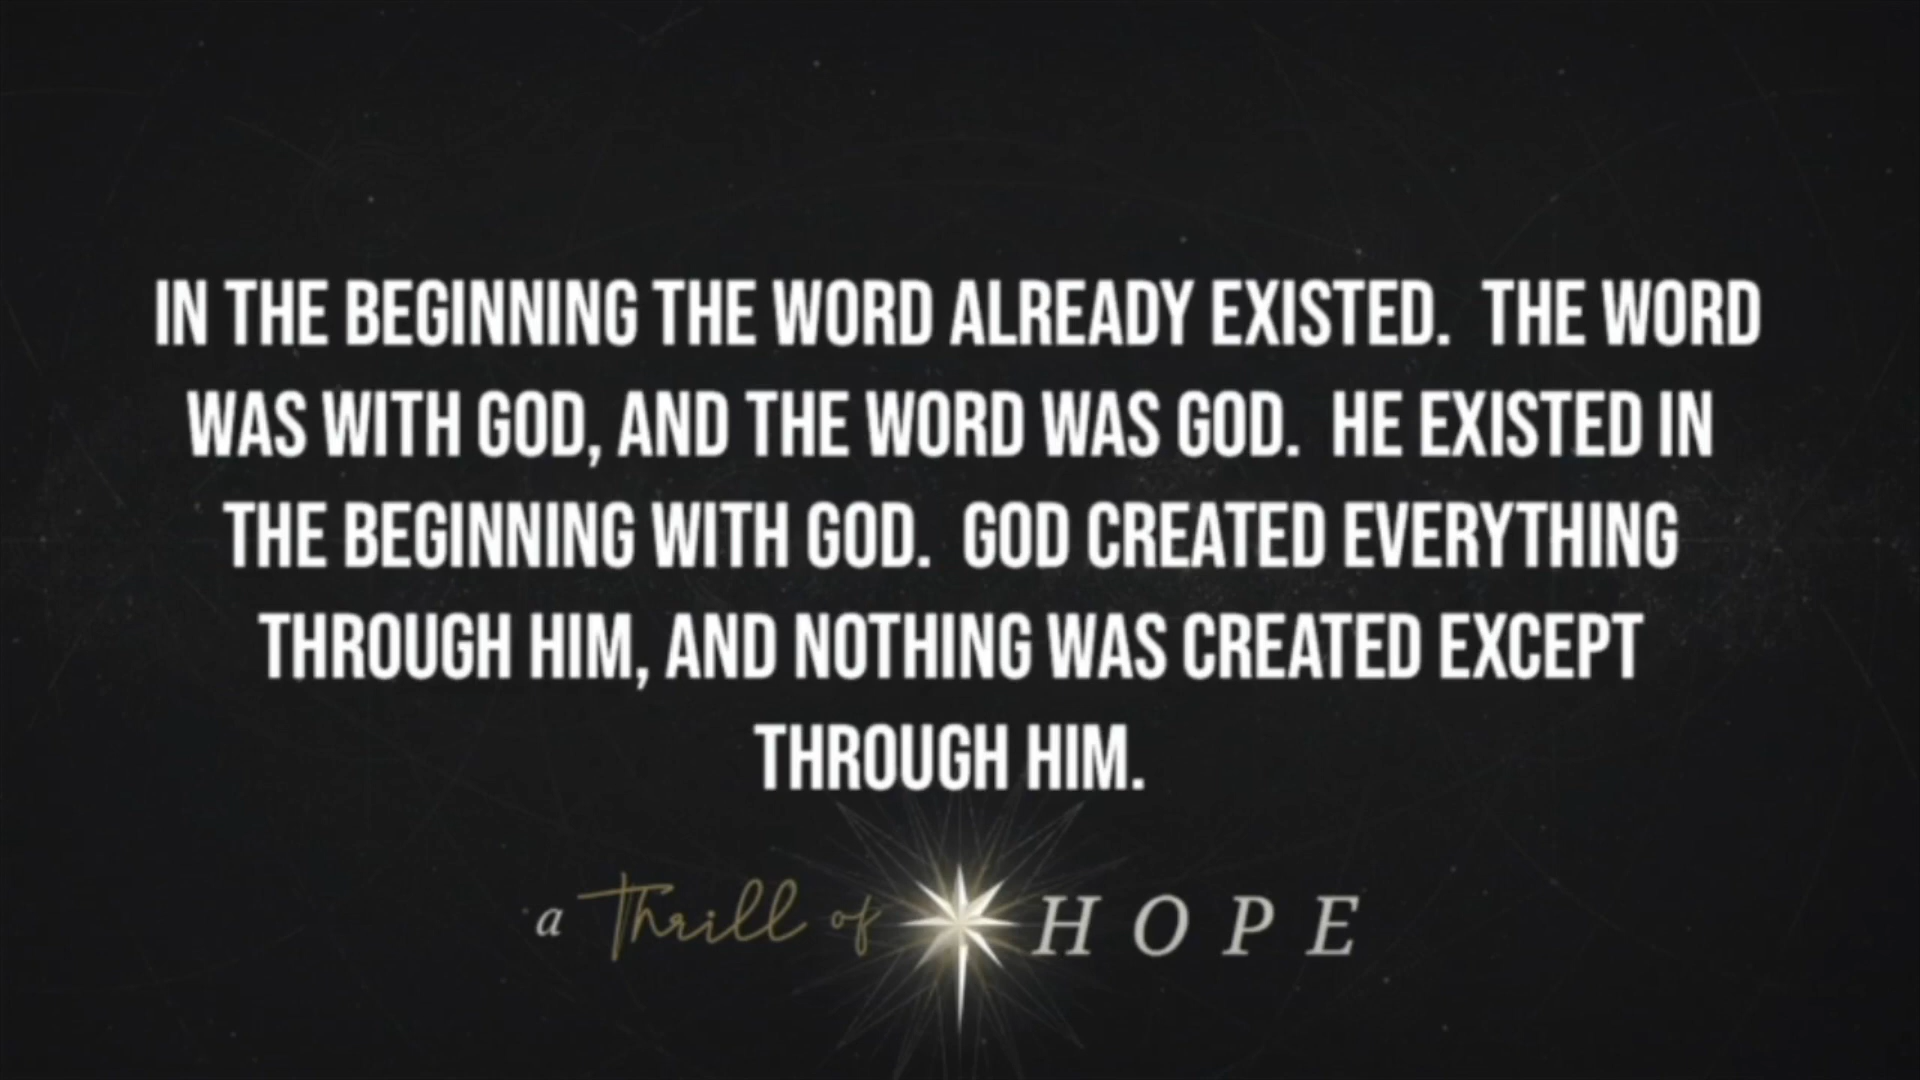 IN THE BEGINNING THE WORD ALREADY EXISTED.  THE WORD
WAS WITH GOD, AND THE WORD WAS GOD.  HE EXISTED IN
THE BEGINNING WITH GOD.  GOD CREATED EVERYTHING
THROUGH HIM, AND NOTHING WAS CREATED EXCEPT
THROUGH HIM.
a Thrill of HOPE